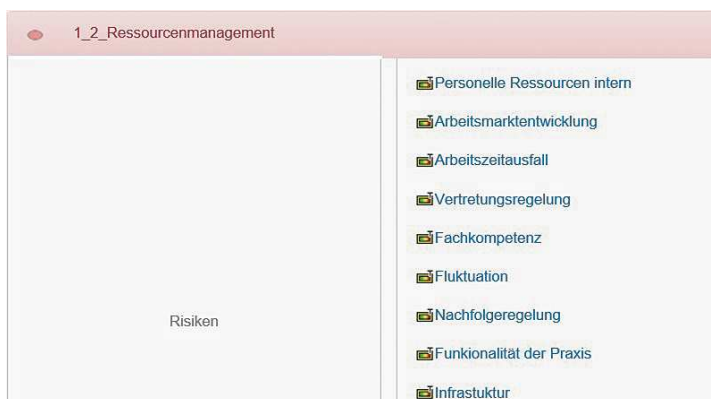 1_2_Ressourcenmanagement
Personelle Ressourcen intern
Arbeitsmarktentwicklung
Arbeitszeitausfall
Vertretungsregelung
Fachkompetenz
Fluktuation
Risiken
Nachfolgeregelung
Funkionalität der Praxis
Infrastuktur